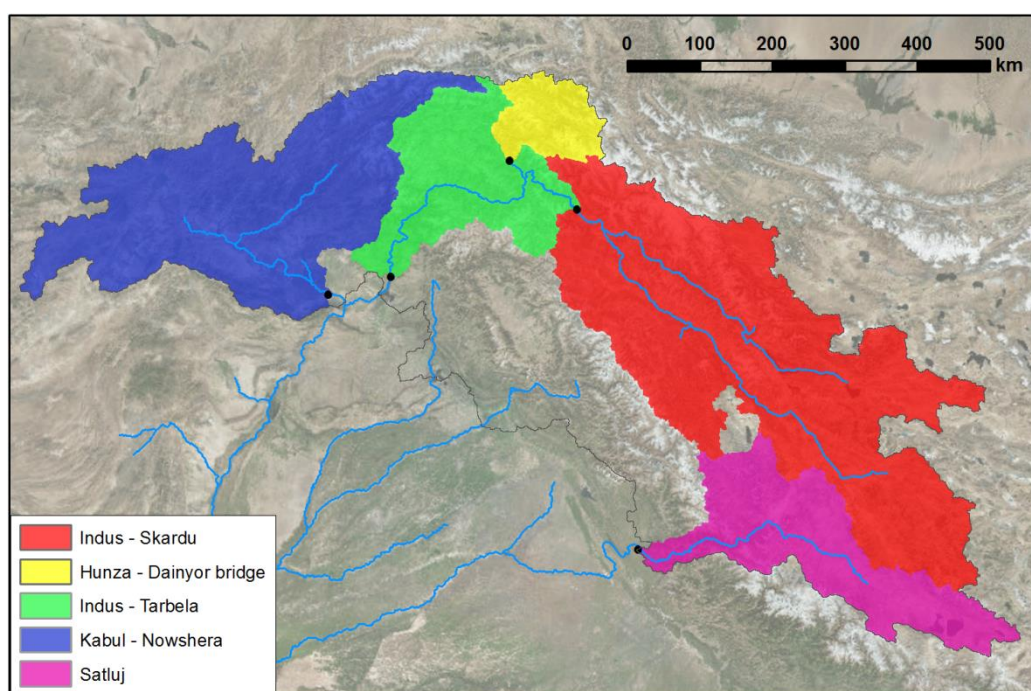 0 100 200 300 400 500
km
Indus - Skardu
Hunza - Dainyor bridge
Indus - Tarbela
Kabul - Nowshera
Satluj